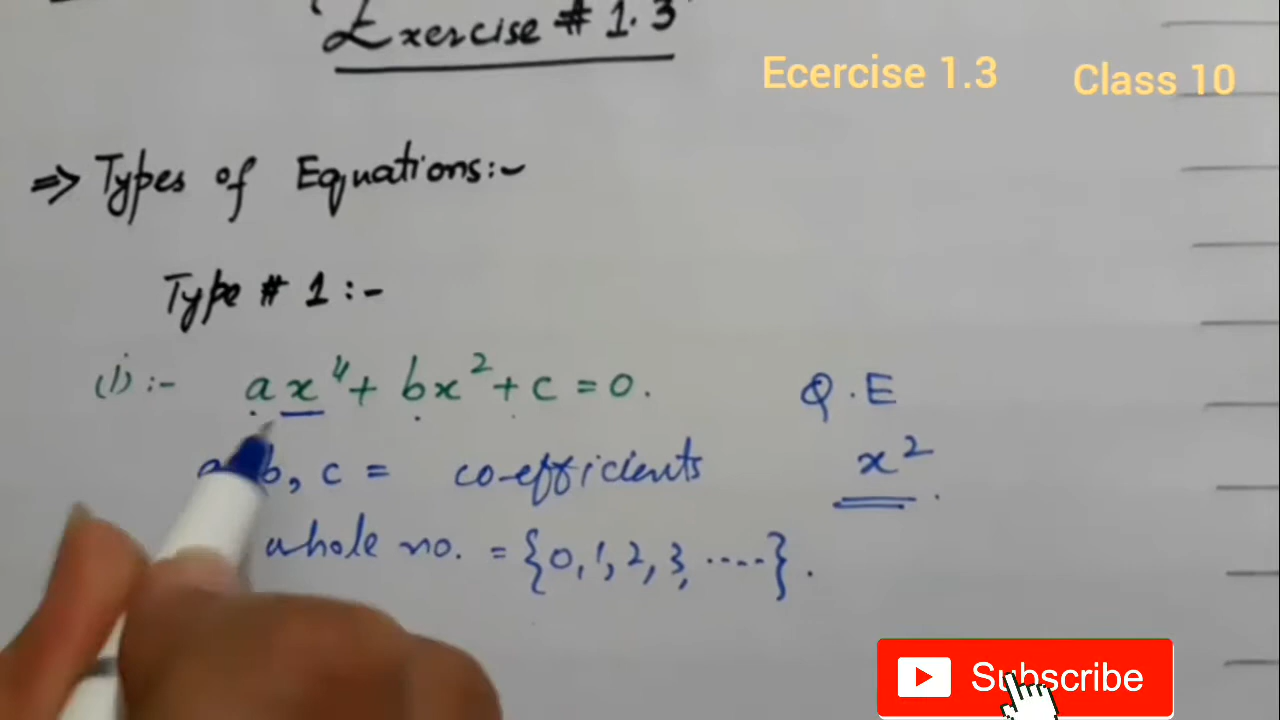 Exercise # 1.3
Ecercise 1.3 Class 10
⇒ Types of Equations:-
Type # 1:-
(i):- ax⁴ + bx² + c = 0. Q.E
b, c = co-efficients x².
whole no. = {0, 1, 2, 3, ....}.
Subscribe